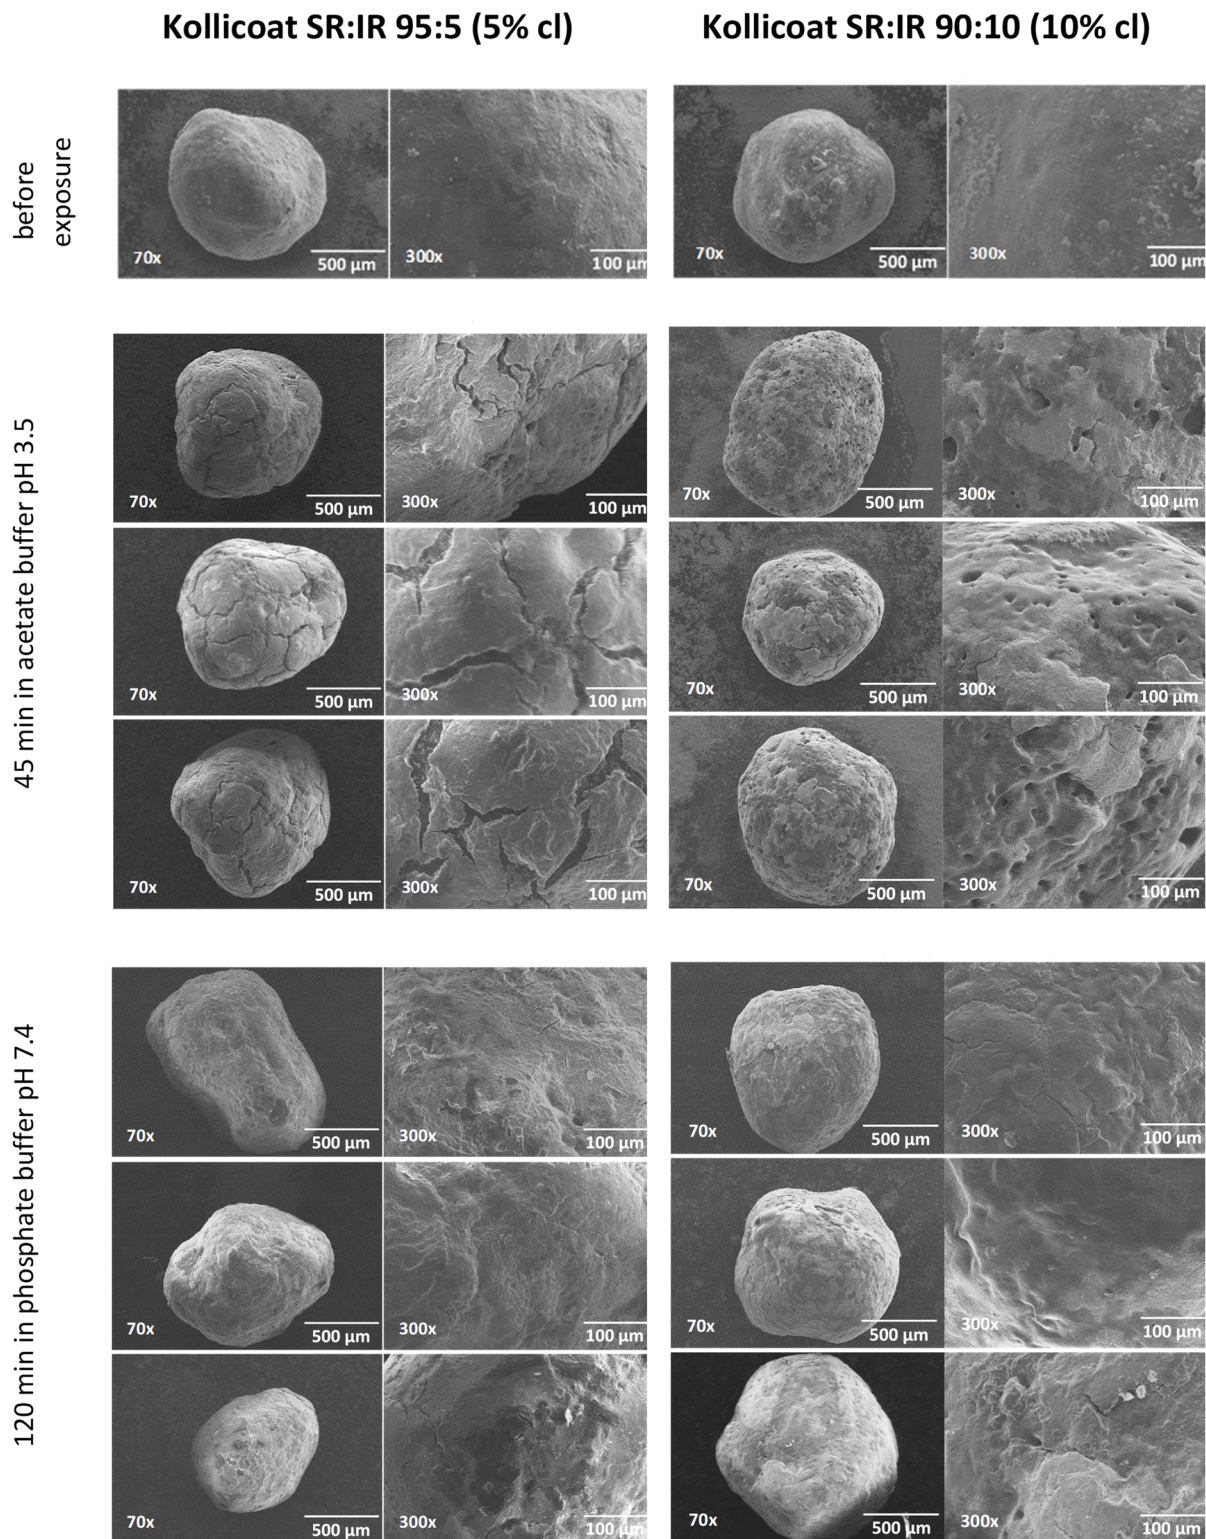 Kollicoat SR:IR 95:5 (5% cl)
Kollicoat SR:IR 90:10 (10% cl)
before
exposure
70x
500 µm
300x
100 µm
70x
500 µm
300x
100 µm
45 min in acetate buffer pH 3.5
70x
500 µm
300x
100 µm
70x
500 µm
300x
100 µm
70x
500 µm
300x
100 µm
70x
500 µm
300x
100 µm
70x
500 µm
300x
100 µm
70x
500 µm
300x
100 µm
120 min in phosphate buffer pH 7.4
70x
500 µm
300x
100 µm
70x
500 µm
300x
100 µm
70x
500 µm
300x
100 µm
70x
500 µm
300x
100 µm
70x
500 µm
300x
100 µm
70x
500 µm
300x
100 µm